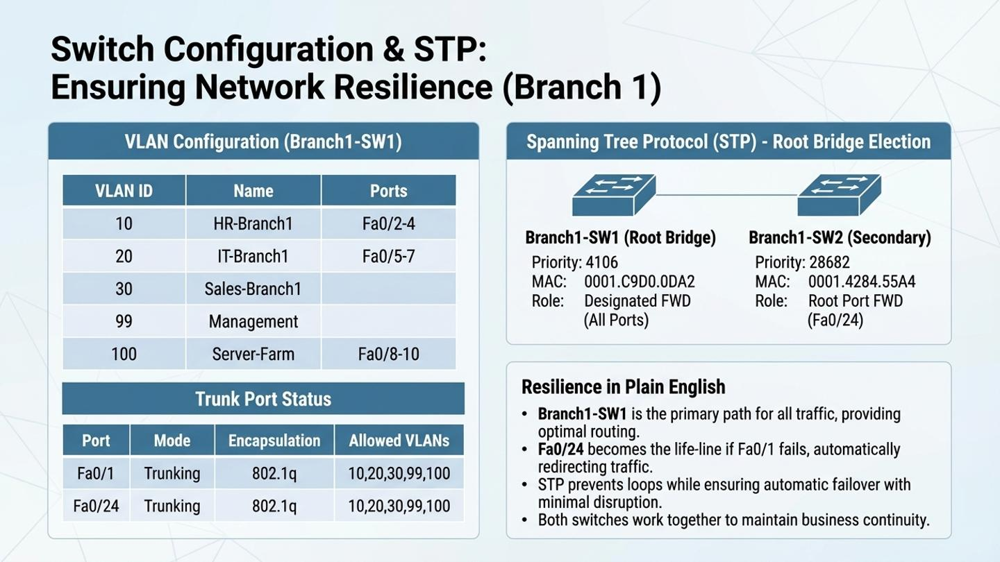 Switch Configuration & STP:
Ensuring Network Resilience (Branch 1)
VLAN Configuration (Branch1-SW1)
VLAN ID Name Ports
10 HR-Branch1 Fa0/2-4
20 IT-Branch1 Fa0/5-7
30 Sales-Branch1
99 Management
100 Server-Farm Fa0/8-10
Trunk Port Status
Port Mode Encapsulation Allowed VLANs
Fa0/1 Trunking 802.1q 10,20,30,99,100
Fa0/24 Trunking 802.1q 10,20,30,99,100
Spanning Tree Protocol (STP) - Root Bridge Election
Branch1-SW1 (Root Bridge)
Priority: 4106
MAC: 0001.C9D0.0DA2
Role: Designated FWD
(All Ports)
Branch1-SW2 (Secondary)
Priority: 28682
MAC: 0001.4284.55A4
Role: Root Port FWD
(Fa0/24)
Resilience in Plain English
• Branch1-SW1 is the primary path for all traffic, providing
optimal routing.
• Fa0/24 becomes the life-line if Fa0/1 fails, automatically
redirecting traffic.
• STP prevents loops while ensuring automatic failover with
minimal disruption.
• Both switches work together to maintain business continuity.